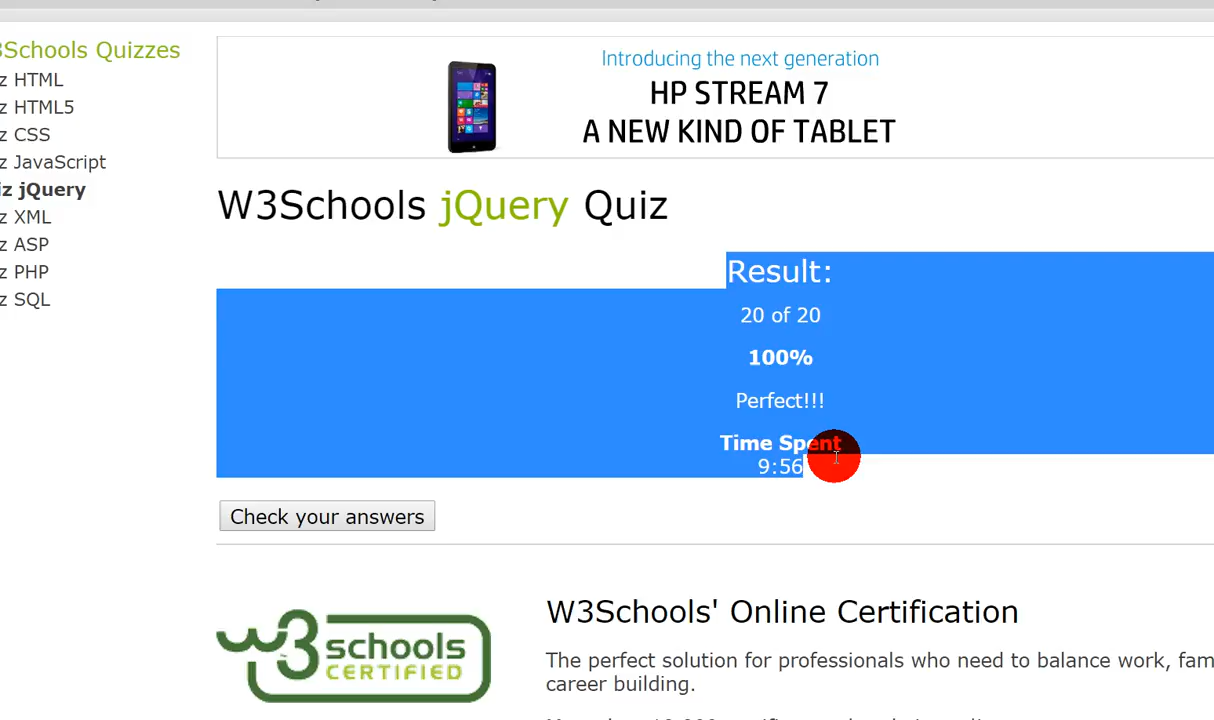 3Schools Quizzes
z HTML
z HTML5
z CSS
z JavaScript
iz jQuery
z XML
z ASP
z PHP
z SQL
Introducing the next generation
HP STREAM 7
A NEW KIND OF TABLET
W3Schools jQuery Quiz
Result:
20 of 20
100%
Perfect!!!
Time Spent
9:56
Check your answers
w3schools
CERTIFIED
W3Schools' Online Certification
The perfect solution for professionals who need to balance work, fam
career building.